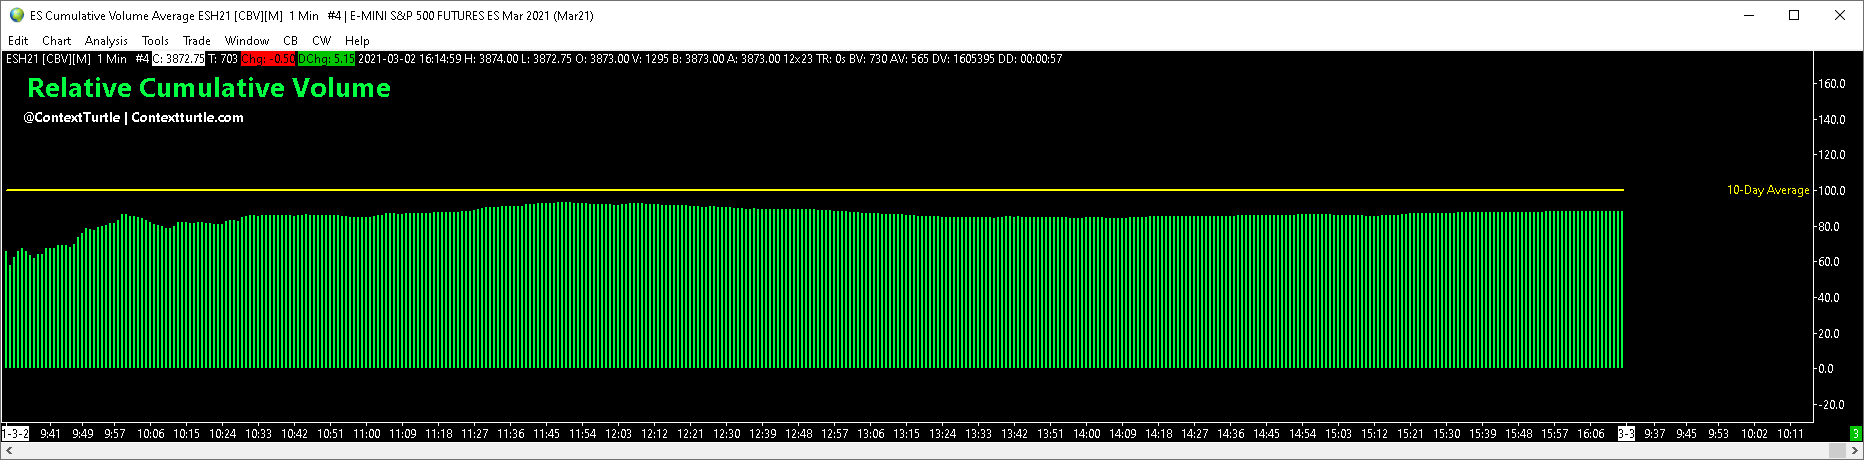 ES Cumulative Volume Average ESH21 [CBV][M] 1 Min #4 | E-MINI S&P 500 FUTURES ES Mar 2021 (Mar21)
Edit Chart Analysis Tools Trade Window CB CW Help
ESH21 [CBV][M] 1 Min #4 C: 3872.75 T: 703 Chg: -0.50 DChg: 5.15 2021-03-02 16:14:59 H: 3874.00 L: 3872.75 O: 3873.00 V: 1295 B: 3873.00 A: 3873.00 12x23 TR: 0s BV: 730 AV: 565 DV: 1605395 DD: 00:00:57
Relative Cumulative Volume
@ContextTurtle | Contextturtle.com
160.0
140.0
120.0
10-Day Average 100.0
80.0
60.0
40.0
20.0
0.0
-20.0
1-3-2 9:41 9:49 9:57 10:06 10:15 10:24 10:33 10:42 10:51 11:00 11:09 11:18 11:27 11:36 11:45 11:54 12:03 12:12 12:21 12:30 12:39 12:48 12:57 13:06 13:15 13:24 13:33 13:42 13:51 14:00 14:09 14:18 14:27 14:36 14:45 14:54 15:03 15:12 15:21 15:30 15:39 15:48 15:57 16:06 3-3 9:37 9:45 9:53 10:02 10:11 3